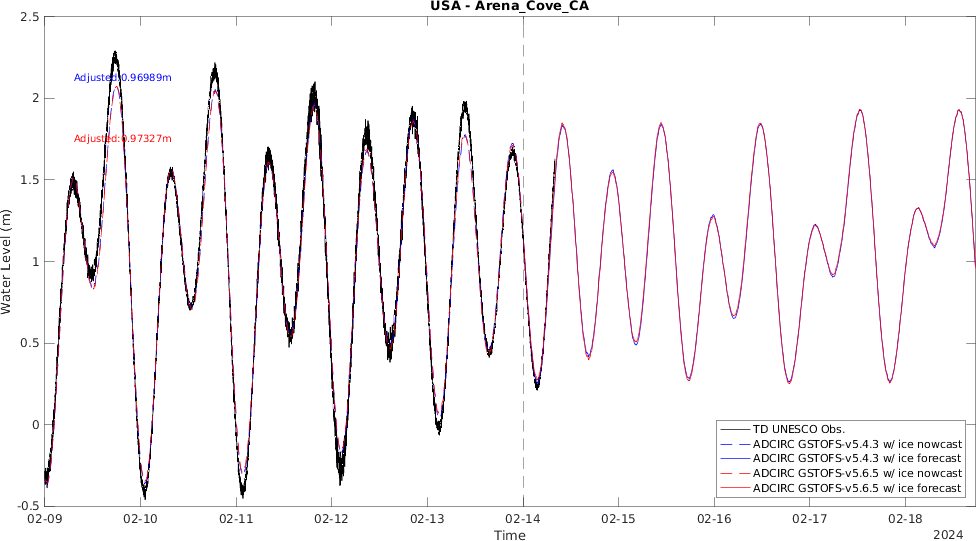 USA - Arena_Cove_CA
2.5
2
1.5
1
0.5
0
-0.5
Water Level (m)
Adjusted:0.96989m
Adjusted:0.97327m
TD UNESCO Obs.
ADCIRC GSTOFS-v5.4.3 w/ ice nowcast
ADCIRC GSTOFS-v5.4.3 w/ ice forecast
ADCIRC GSTOFS-v5.6.5 w/ ice nowcast
ADCIRC GSTOFS-v5.6.5 w/ ice forecast
02-09 02-10 02-11 02-12 02-13 02-14 02-15 02-16 02-17 02-18
Time
2024